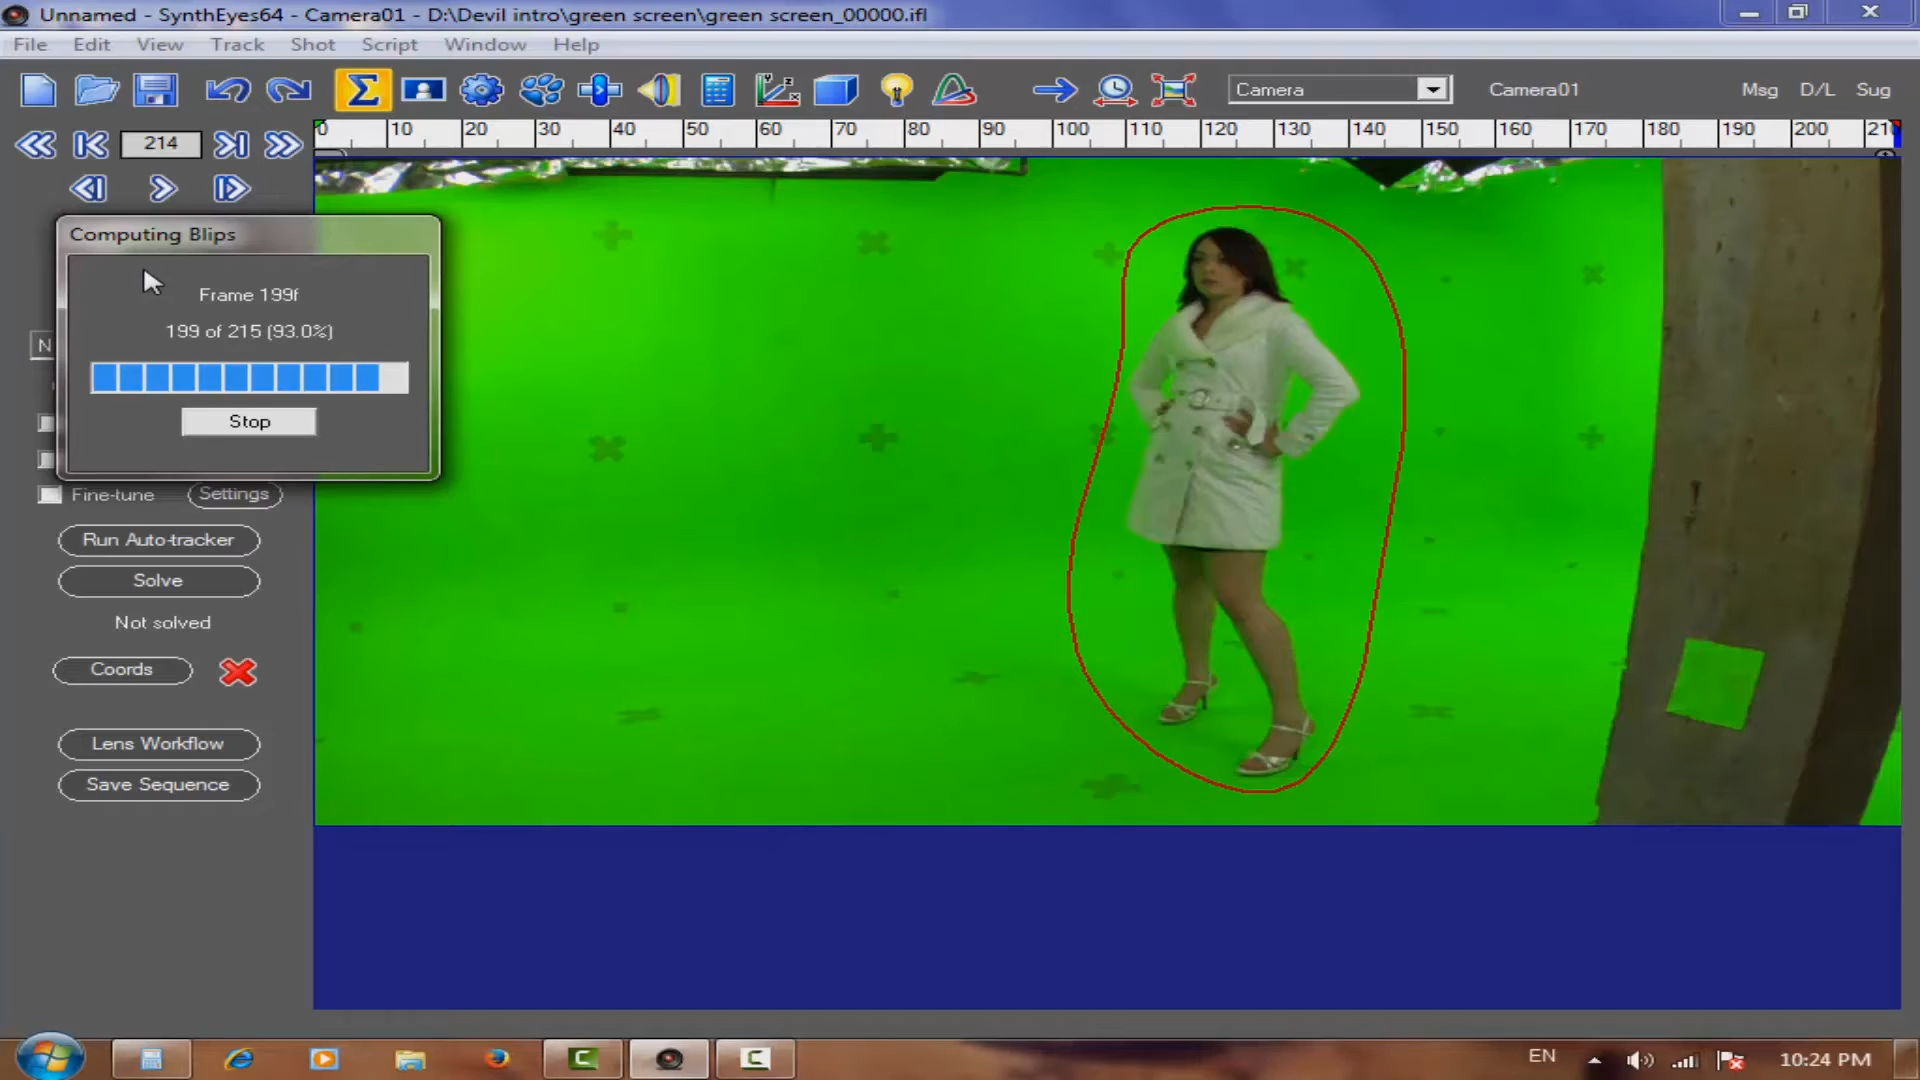 Unnamed - SynthEyes64 - Camera01 - D:\Devil intro\green screen\green screen_00000.ifl
File Edit View Track Shot Script Window Help
Camera Camera01 Msg D/L Sug
214
0 10 20 30 40 50 60 70 80 90 100 110 120 130 140 150 160 170 180 190 200
Computing Blips
Frame 199f
199 of 215 (93.0%)
N
Stop
Fine-tune Settings
Run Auto-tracker
Solve
Not solved
Coords
Lens Workflow
Save Sequence
EN 10:24 PM